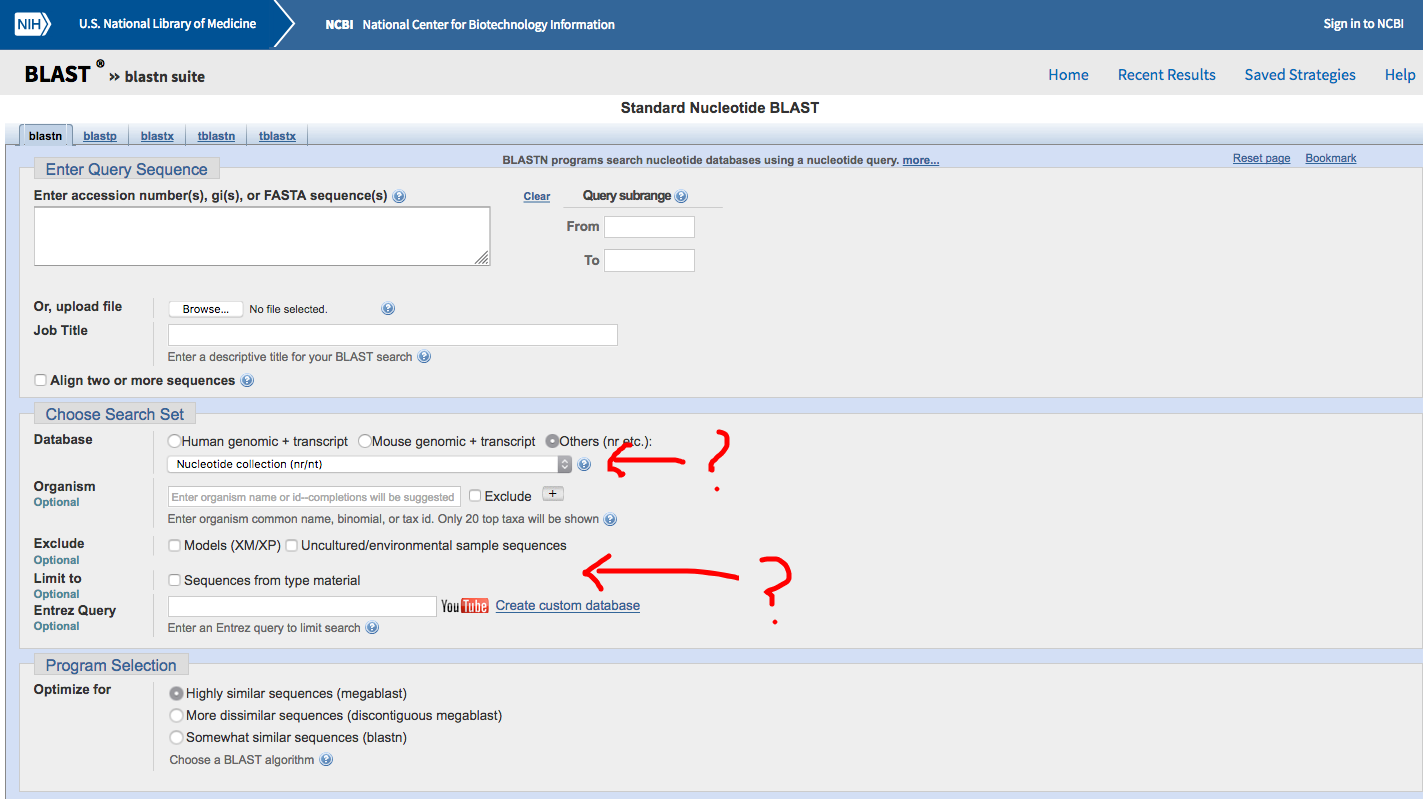 NIH U.S. National Library of Medicine NCBI National Center for Biotechnology Information Sign in to NCBI
BLAST ® » blastn suite Home Recent Results Saved Strategies Help
Standard Nucleotide BLAST
blastn blastp blastx tblastn tblastx
Enter Query Sequence BLASTN programs search nucleotide databases using a nucleotide query. more... Reset page Bookmark
Enter accession number(s), gi(s), or FASTA sequence(s) ? Clear Query subrange ?
From
To
Or, upload file Browse... No file selected. ?
Job Title
Enter a descriptive title for your BLAST search ?
Align two or more sequences ?
Choose Search Set
Database Human genomic + transcript Mouse genomic + transcript Others (nr etc.):
Nucleotide collection (nr/nt) ? ?
Organism
Optional Enter organism name or id--completions will be suggested Exclude +
Enter organism common name, binomial, or tax id. Only 20 top taxa will be shown ?
Exclude Models (XM/XP) Uncultured/environmental sample sequences
Optional
Limit to Sequences from type material ?
Optional
Entrez Query YouTube Create custom database
Optional Enter an Entrez query to limit search ?
Program Selection
Optimize for Highly similar sequences (megablast)
More dissimilar sequences (discontiguous megablast)
Somewhat similar sequences (blastn)
Choose a BLAST algorithm ?